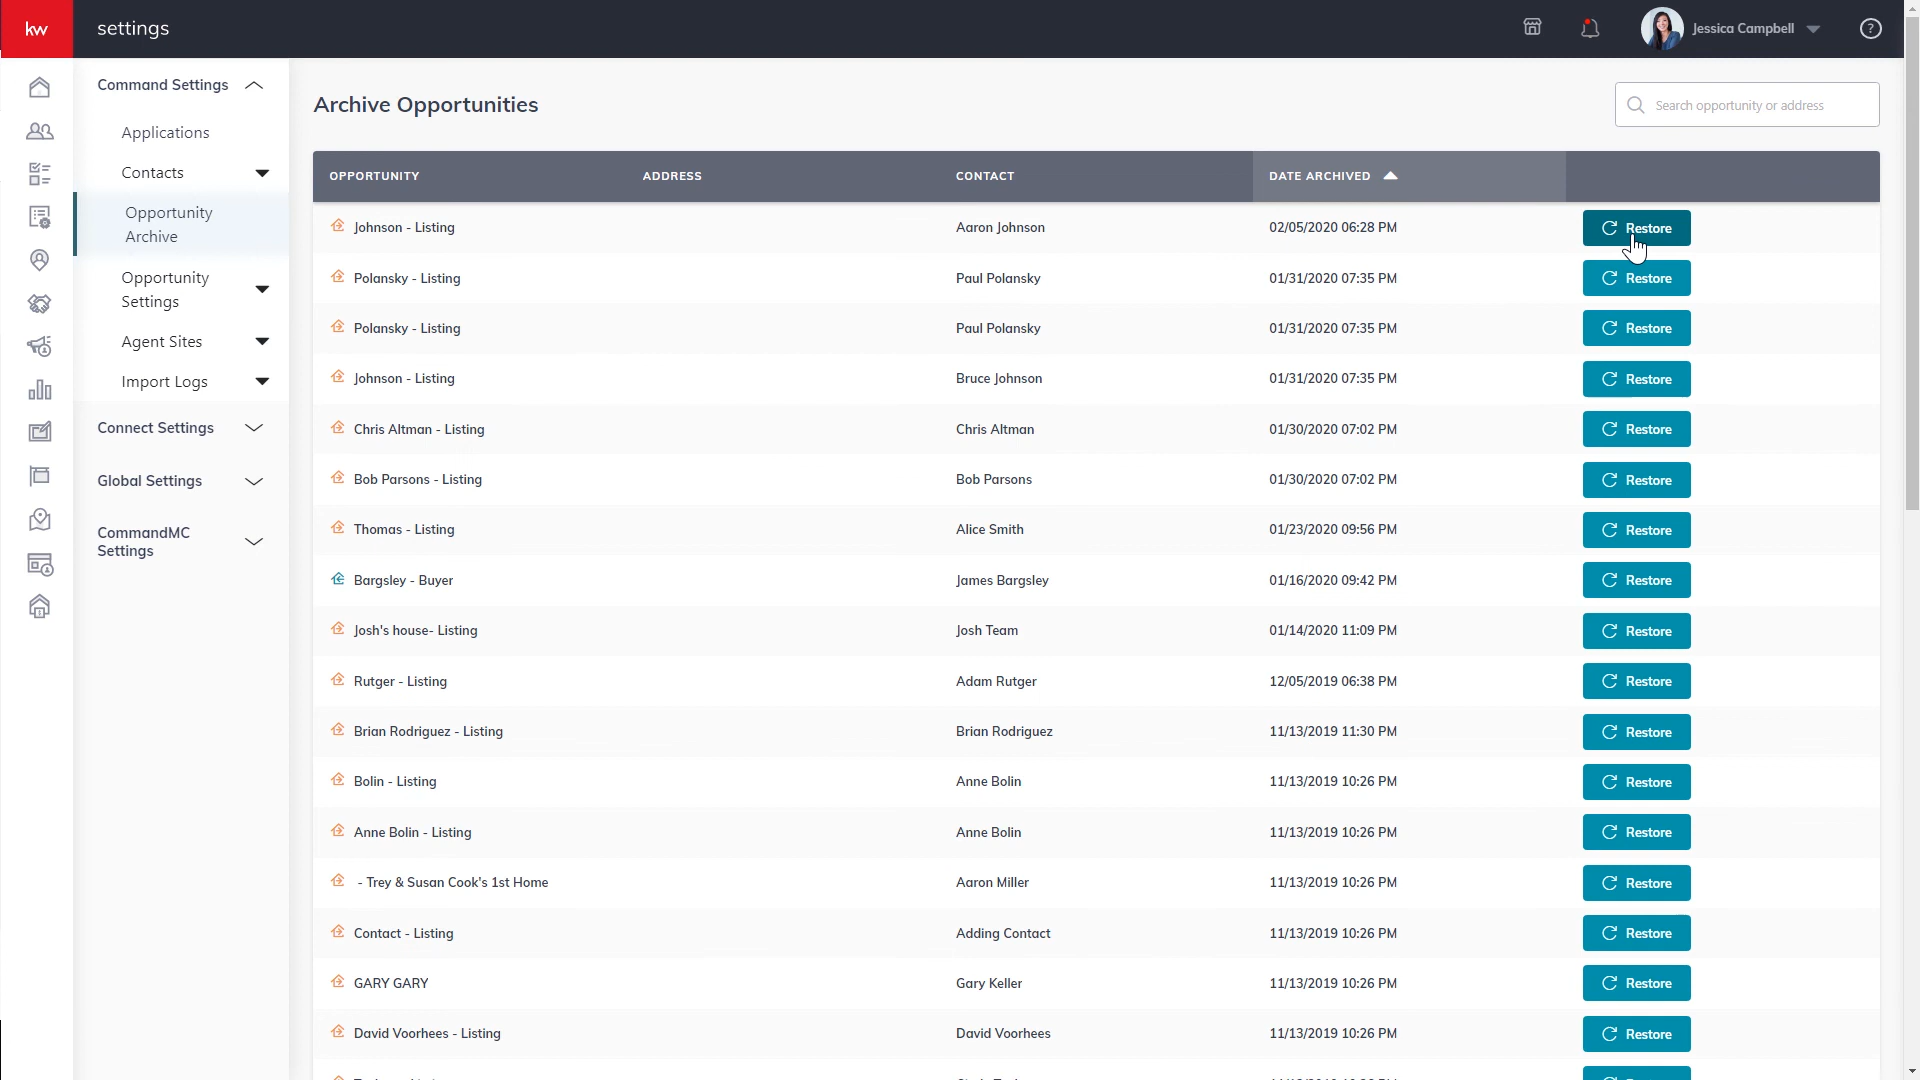 kw
settings
Jessica Campbell
Command Settings
Applications
Contacts
Opportunity
Archive
Opportunity
Settings
Agent Sites
Import Logs
Connect Settings
Global Settings
CommandMC
Settings
Archive Opportunities
Search opportunity or address
OPPORTUNITY ADDRESS CONTACT DATE ARCHIVED
Johnson - Listing Aaron Johnson 02/05/2020 06:28 PM Restore
Polansky - Listing Paul Polansky 01/31/2020 07:35 PM Restore
Polansky - Listing Paul Polansky 01/31/2020 07:35 PM Restore
Johnson - Listing Bruce Johnson 01/31/2020 07:35 PM Restore
Chris Altman - Listing Chris Altman 01/30/2020 07:02 PM Restore
Bob Parsons - Listing Bob Parsons 01/30/2020 07:02 PM Restore
Thomas - Listing Alice Smith 01/23/2020 09:56 PM Restore
Bargsley - Buyer James Bargsley 01/16/2020 09:42 PM Restore
Josh's house- Listing Josh Team 01/14/2020 11:09 PM Restore
Rutger - Listing Adam Rutger 12/05/2019 06:38 PM Restore
Brian Rodriguez - Listing Brian Rodriguez 11/13/2019 11:30 PM Restore
Bolin - Listing Anne Bolin 11/13/2019 10:26 PM Restore
Anne Bolin - Listing Anne Bolin 11/13/2019 10:26 PM Restore
- Trey & Susan Cook's 1st Home Aaron Miller 11/13/2019 10:26 PM Restore
Contact - Listing Adding Contact 11/13/2019 10:26 PM Restore
GARY GARY Gary Keller 11/13/2019 10:26 PM Restore
David Voorhees - Listing David Voorhees 11/13/2019 10:26 PM Restore